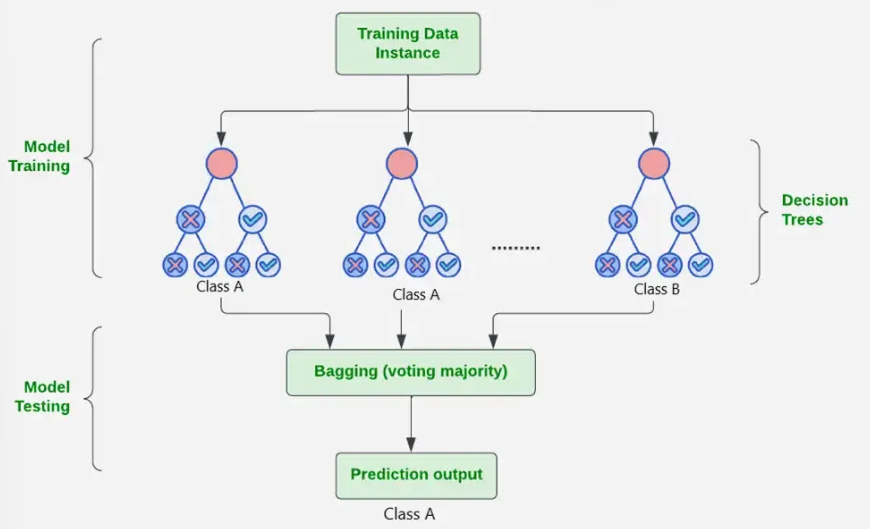 Training Data
Instance
Model
Training
Decision
Trees
.........
Class A
Class A
Class B
Bagging (voting majority)
Model
Testing
Prediction output
Class A